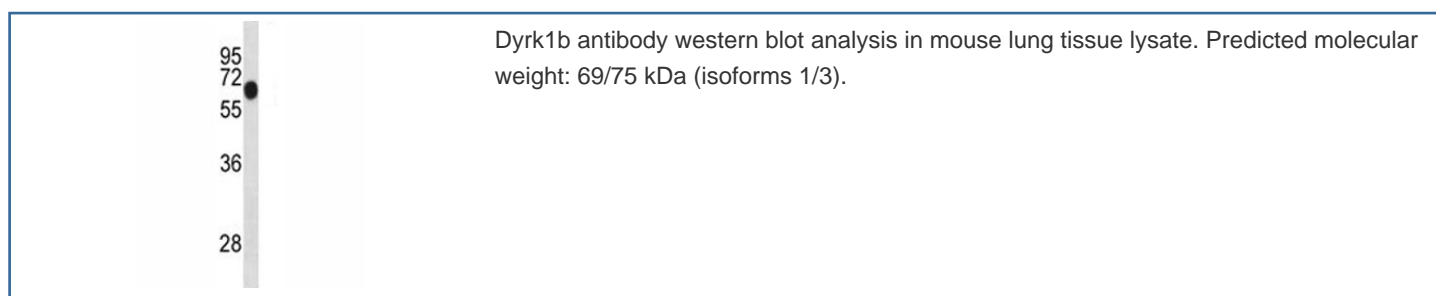 95
72
55
36
28
Dyrk1b antibody western blot analysis in mouse lung tissue lysate. Predicted molecular
weight: 69/75 kDa (isoforms 1/3).